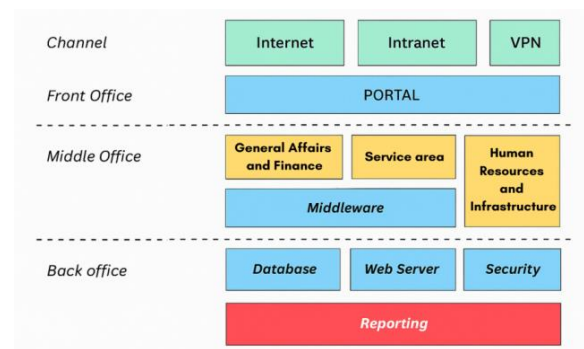 Channel
Internet
Intranet
VPN
Front Office
PORTAL
Middle Office
General Affairs
and Finance
Service area
Human
Resources
and
Infrastructure
Middleware
Back office
Database
Web Server
Security
Reporting